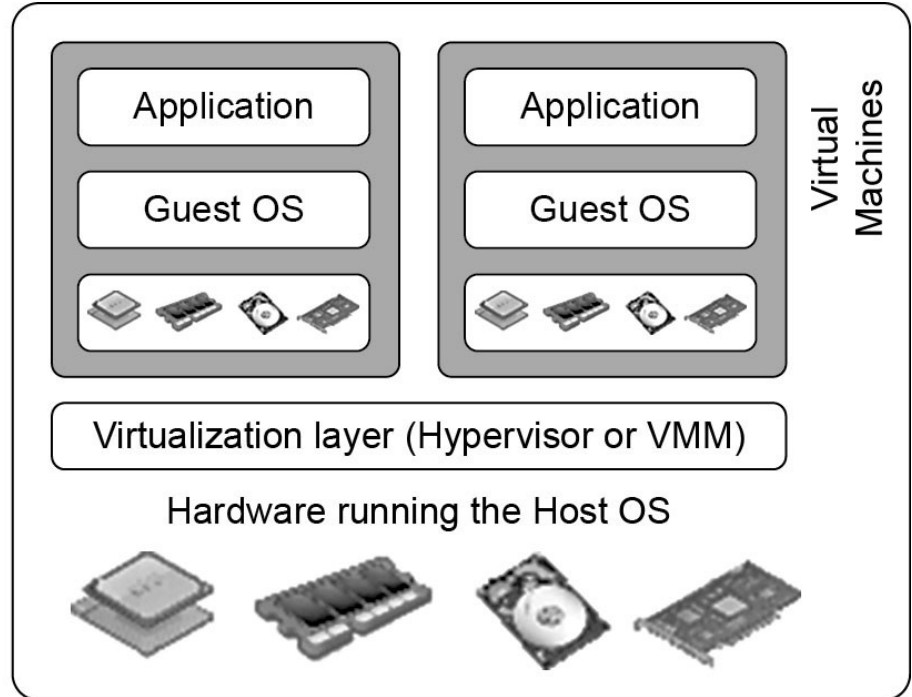 Application
Guest OS
Application
Guest OS
Virtual
Machines
Virtualization layer (Hypervisor or VMM)
Hardware running the Host OS